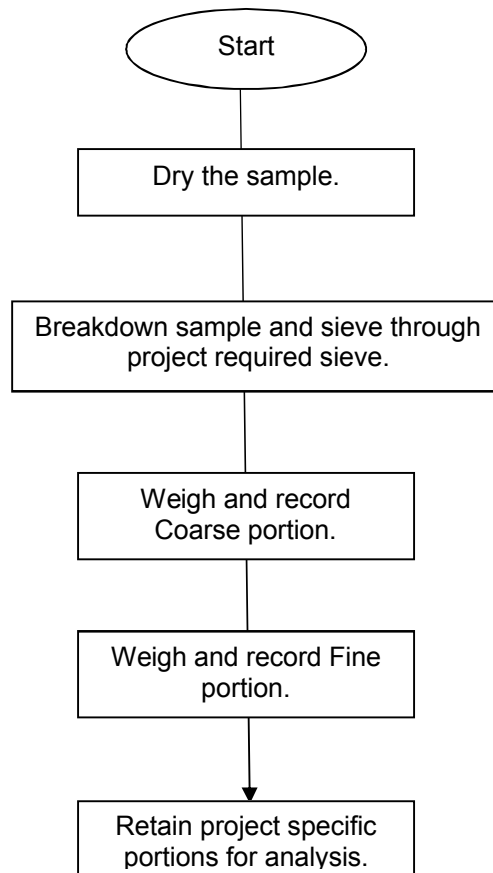 Start
Dry the sample.
Breakdown sample and sieve through
project required sieve.
Weigh and record
Coarse portion.
Weigh and record Fine
portion.
Retain project specific
portions for analysis.